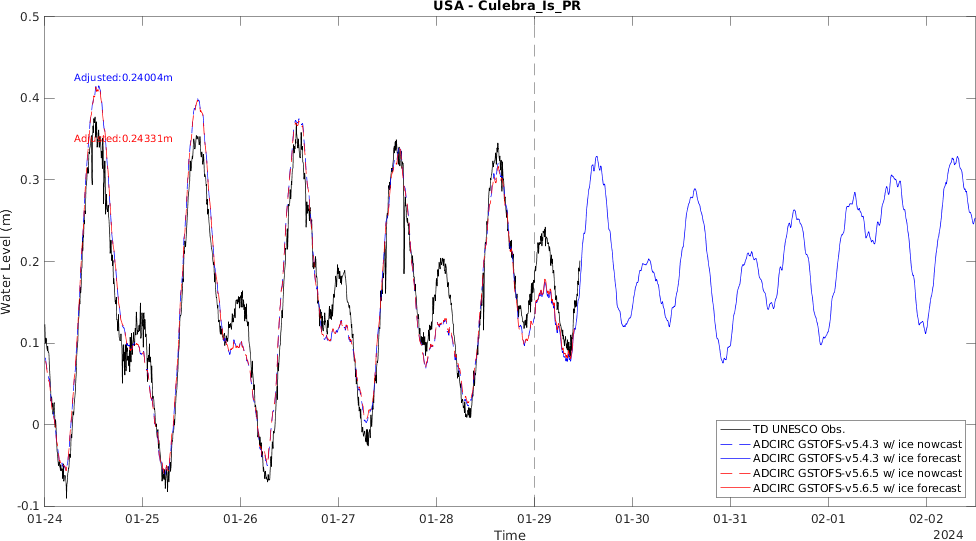 USA - Culebra_Is_PR
0.5
0.4
0.3
0.2
0.1
0
-0.1
Water Level (m)
Adjusted:0.24004m
Adjusted:0.24331m
TD UNESCO Obs.
ADCIRC GSTOFS-v5.4.3 w/ ice nowcast
ADCIRC GSTOFS-v5.4.3 w/ ice forecast
ADCIRC GSTOFS-v5.6.5 w/ ice nowcast
ADCIRC GSTOFS-v5.6.5 w/ ice forecast
01-24 01-25 01-26 01-27 01-28 01-29 01-30 01-31 02-01 02-02
Time
2024